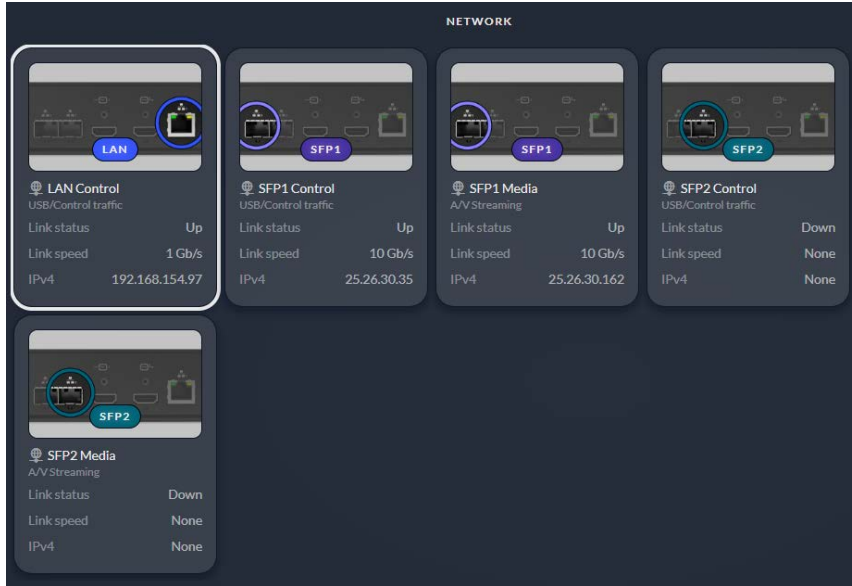 NETWORK
LAN
LAN Control
USB/Control traffic
Link status Up
Link speed 1 Gb/s
IPv4 192.168.154.97
SFP1
SFP1 Control
USB/Control traffic
Link status Up
Link speed 10 Gb/s
IPv4 25.26.30.35
SFP1
SFP1 Media
A/V Streaming
Link status Up
Link speed 10 Gb/s
IPv4 25.26.30.162
SFP2
SFP2 Control
USB/Control traffic
Link status Down
Link speed None
IPv4 None
SFP2
SFP2 Media
A/V Streaming
Link status Down
Link speed None
IPv4 None